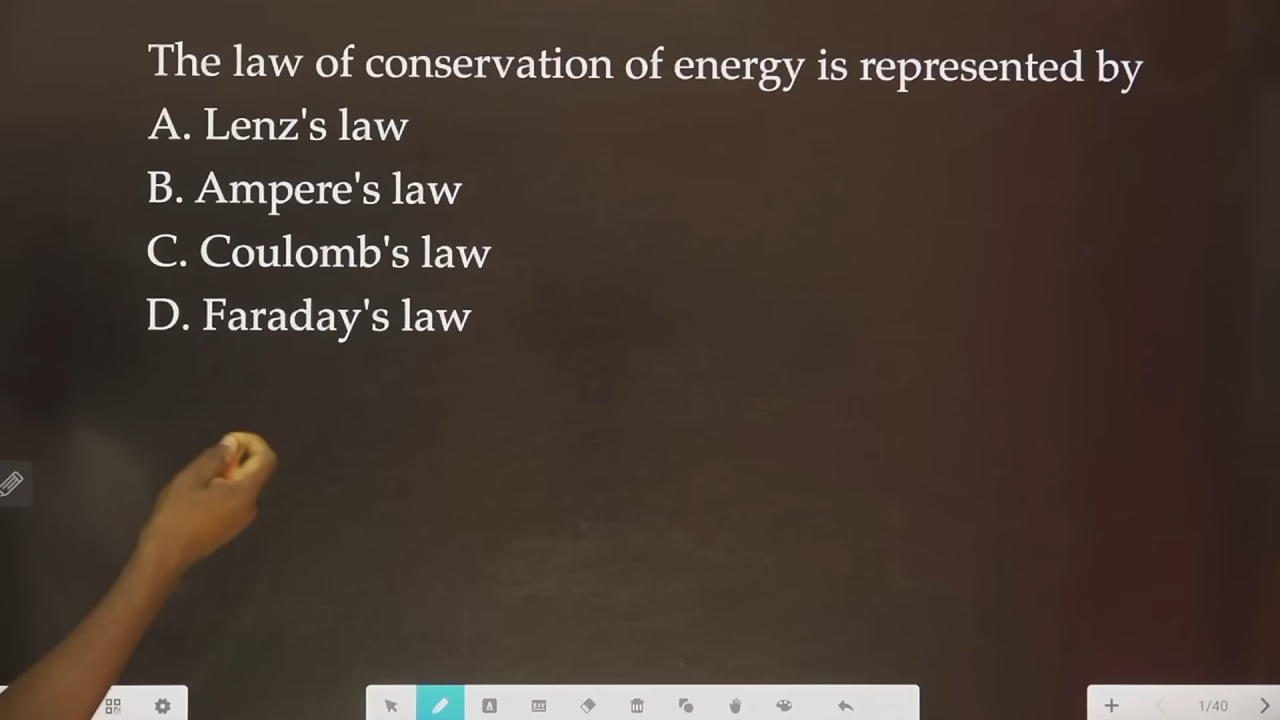 The law of conservation of energy is represented by
A. Lenz's law
B. Ampere's law
C. Coulomb's law
D. Faraday's law
1/40